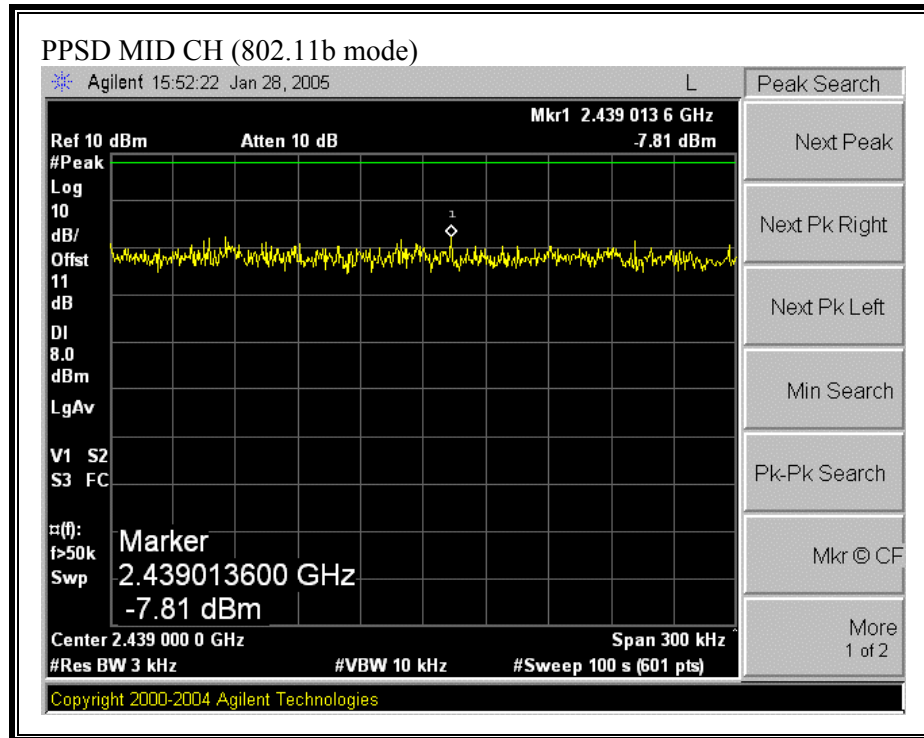 PPSD MID CH (802.11b mode)
Agilent 15:52:22 Jan 28, 2005 L
Peak Search
Mkr1 2.439 013 6 GHz
Ref 10 dBm Atten 10 dB -7.81 dBm
#Peak
Log
10
dB/
Offst
11
dB
DI
8.0
dBm
LgAv
V1 S2
S3 FC
¤(f):
f>50k
Swp
1
Marker
2.439013600 GHz
-7.81 dBm
Center 2.439 000 0 GHz Span 300 kHz
#Res BW 3 kHz #VBW 10 kHz #Sweep 100 s (601 pts)
Copyright 2000-2004 Agilent Technologies
Next Peak
Next Pk Right
Next Pk Left
Min Search
Pk-Pk Search
Mkr © CF
More
1 of 2